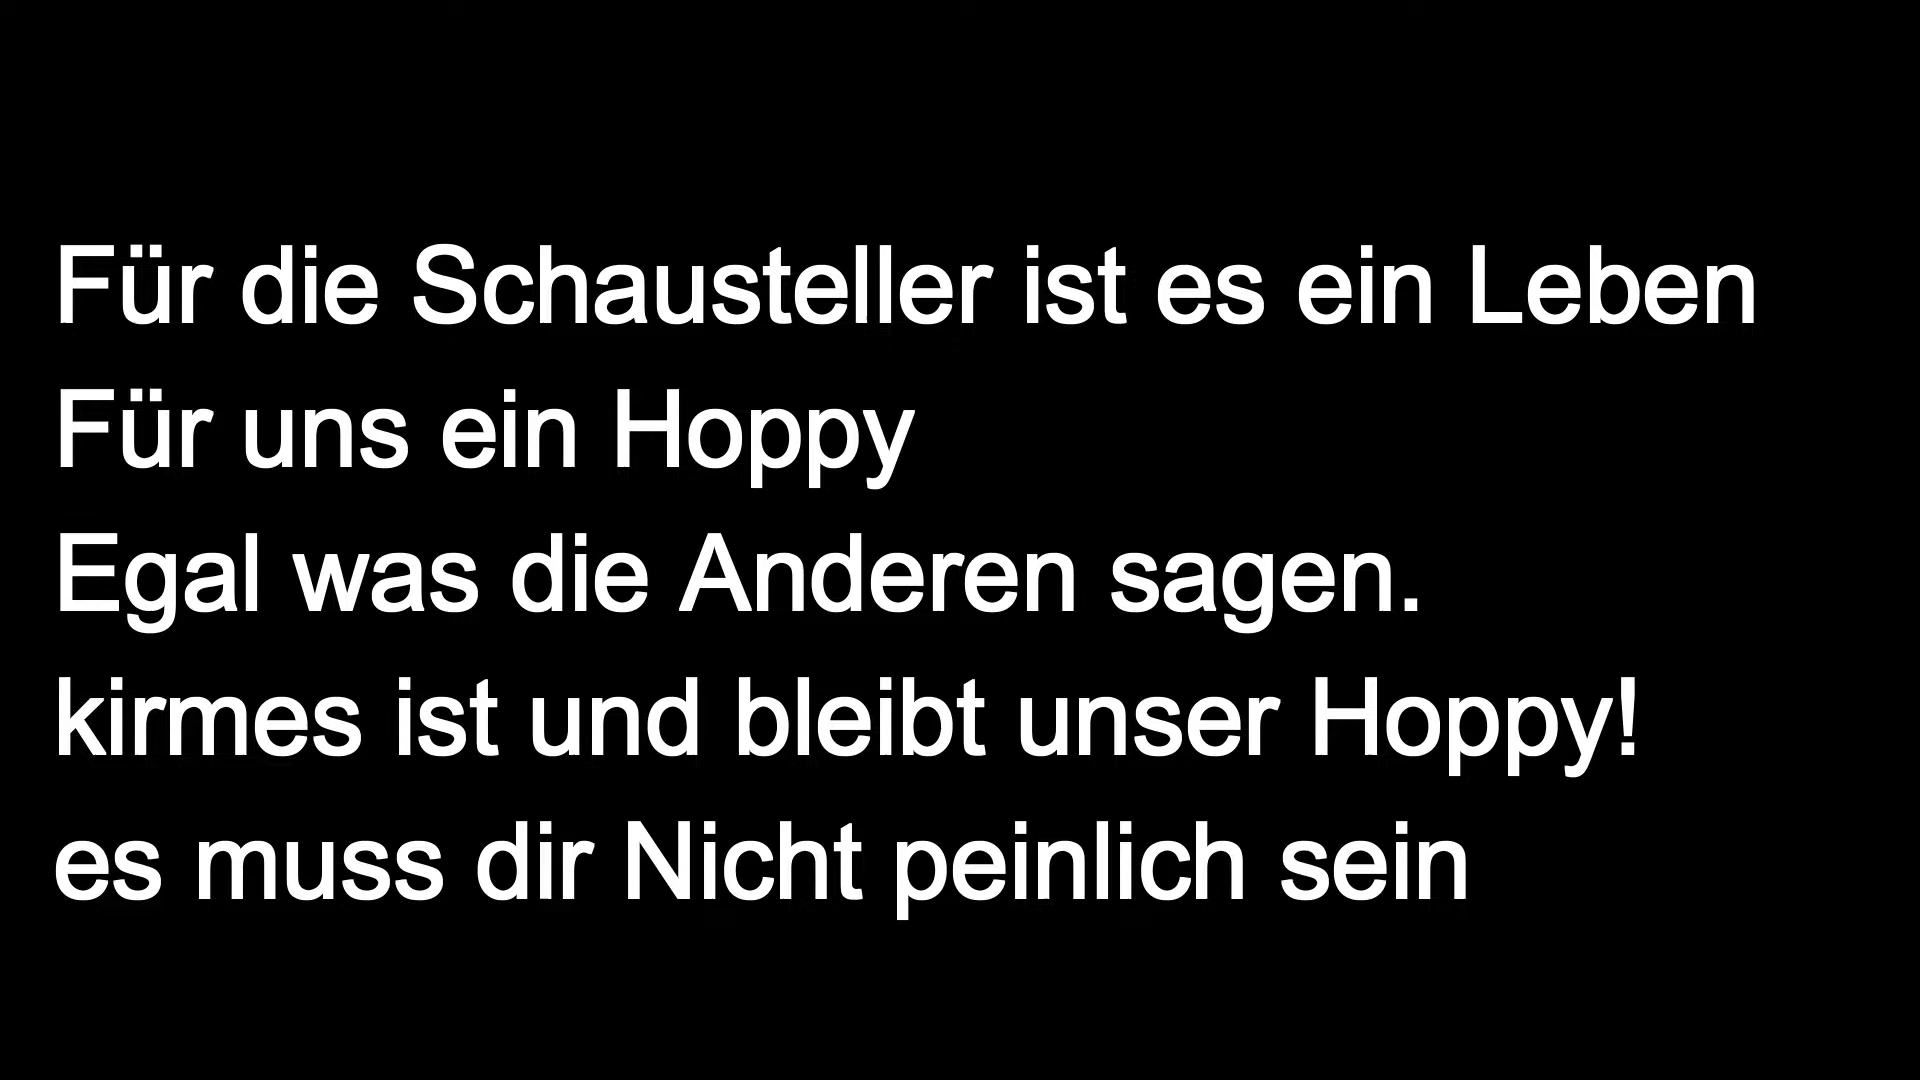 Für die Schausteller ist es ein Leben
Für uns ein Hoppy
Egal was die Anderen sagen.
kirmes ist und bleibt unser Hoppy!
es muss dir Nicht peinlich sein